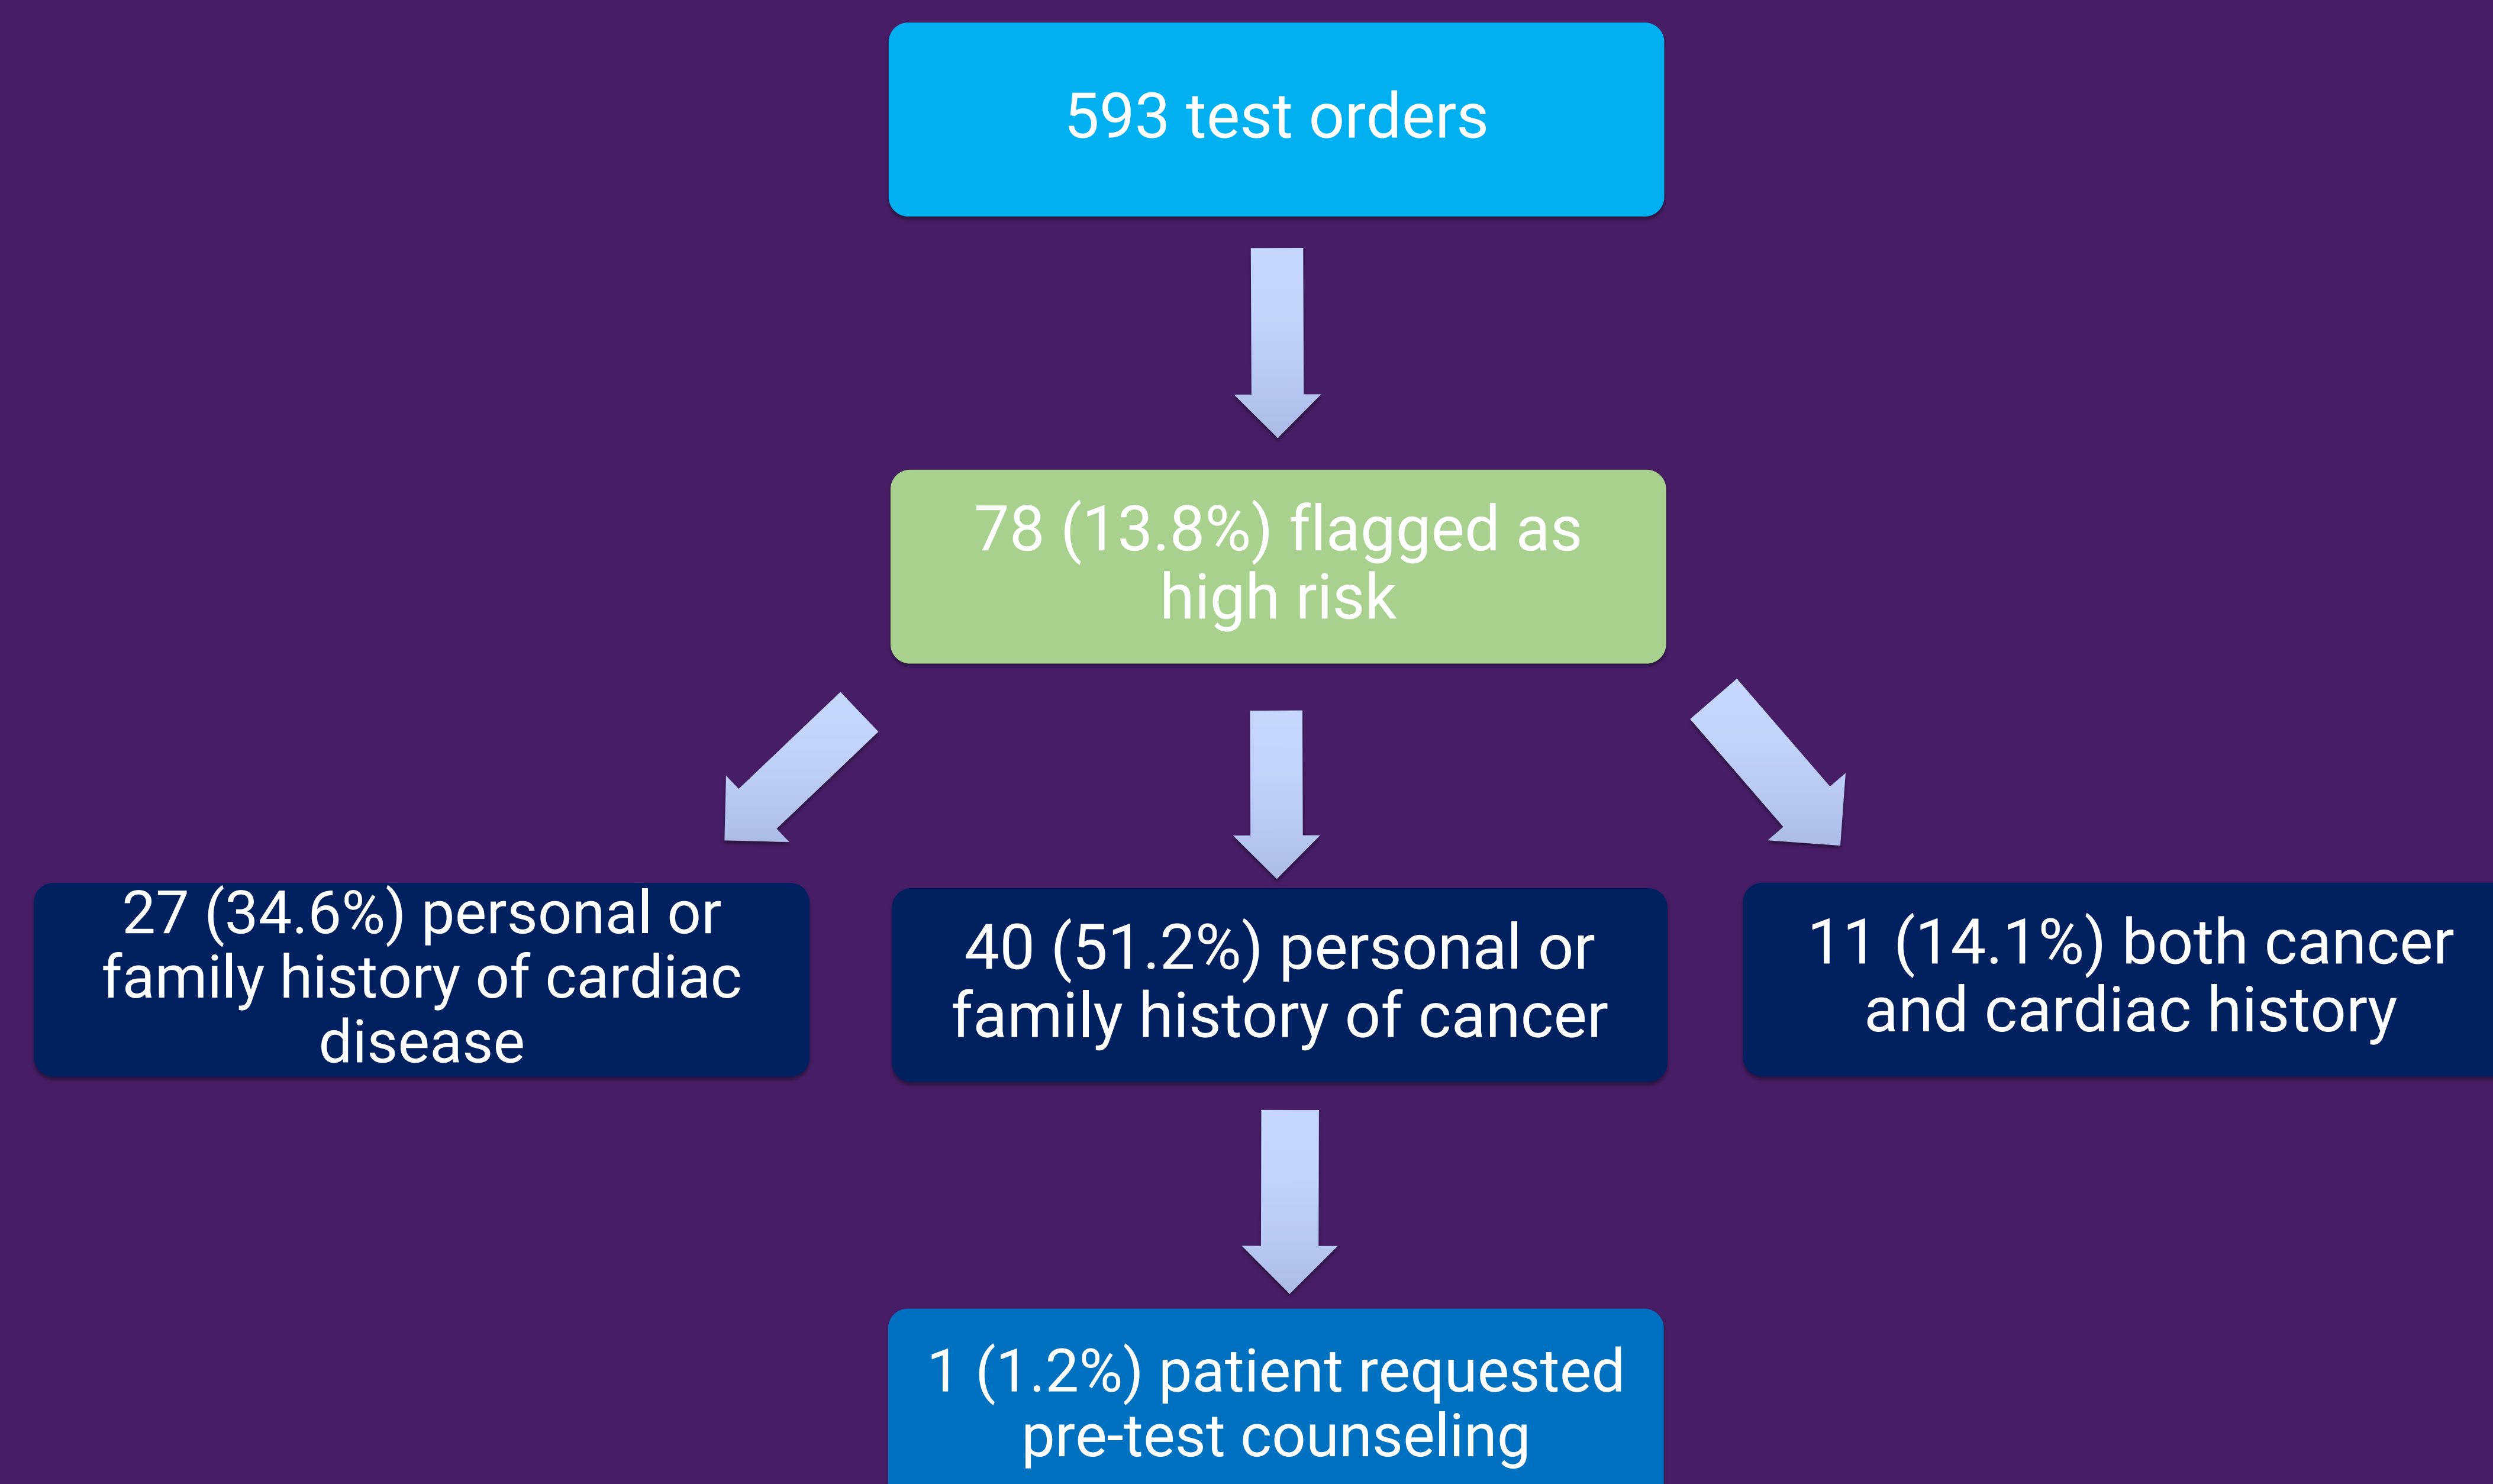 593 test orders
78 (13.8%) flagged as
high risk
27 (34.6%) personal or
family history of cardiac
disease
40 (51.2%) personal or
family history of cancer
11 (14.1%) both cancer
and cardiac history
1 (1.2%) patient requested
pre-test counseling